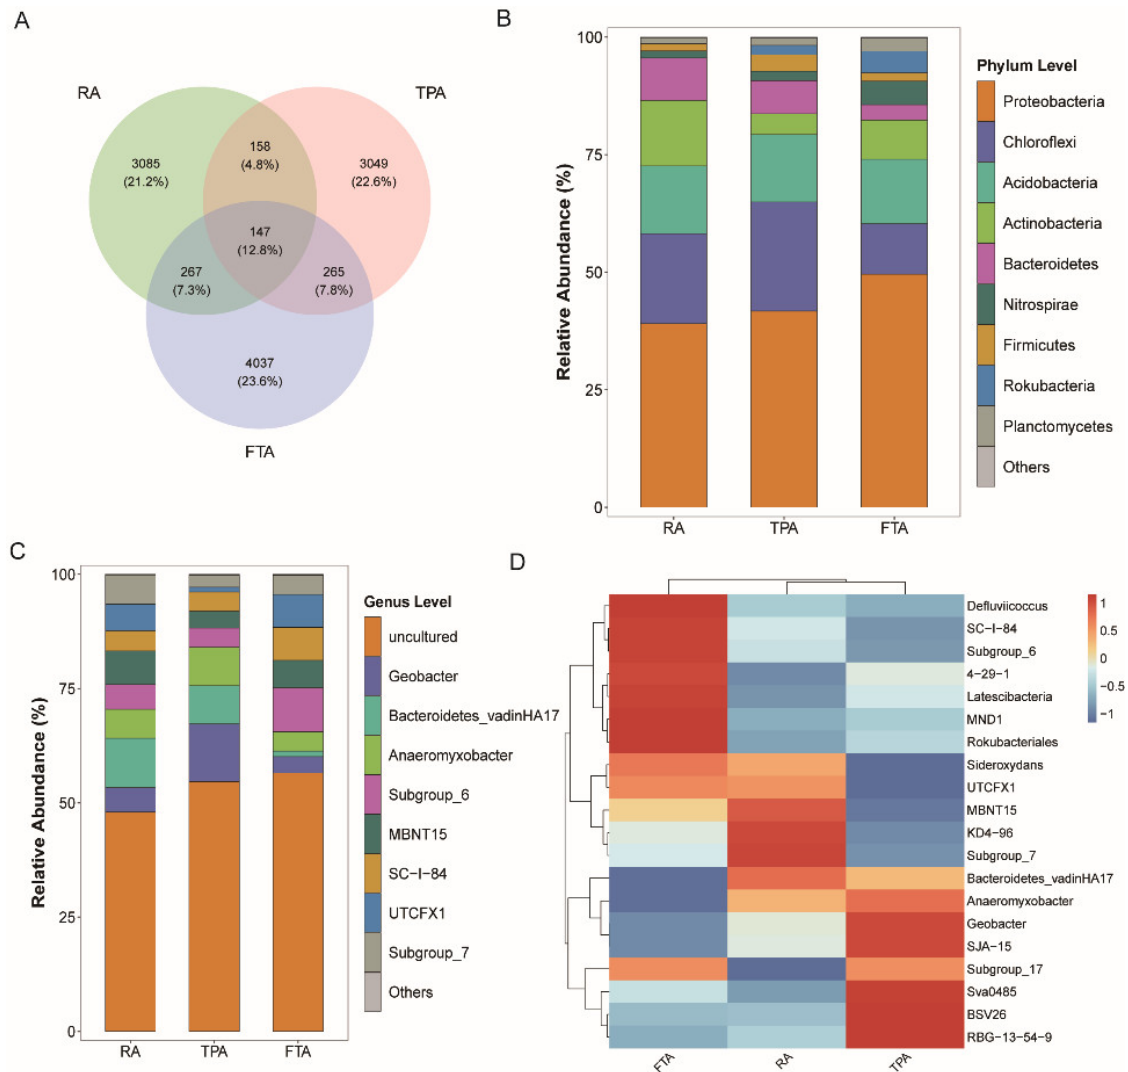 A
RA
TPA
3085
(21.2%)
158
(4.8%)
3049
(22.6%)
147
(12.8%)
267
(7.3%)
265
(7.8%)
4037
(23.6%)
FTA
B
Relative Abundance (%)
100
75
50
25
0
RA
TPA
FTA
Phylum Level
Proteobacteria
Chloroflexi
Acidobacteria
Actinobacteria
Bacteroidetes
Nitrospirae
Firmicutes
Rokubacteria
Planctomycetes
Others
C
Relative Abundance (%)
100
75
50
25
0
RA
TPA
FTA
Genus Level
uncultured
Geobacter
Bacteroidetes_vadinHA17
Anaeromyxobacter
Subgroup_6
MBNT15
SC-I-84
UTCFX1
Subgroup_7
Others
D
Defluviicoccus
SC-I-84
Subgroup_6
4-29-1
Latescibacteria
MND1
Rokubacteriales
Sideroxydans
UTCFX1
MBNT15
KD4-96
Subgroup_7
Bacteroidetes_vadinHA17
Anaeromyxobacter
Geobacter
SJA-15
Subgroup_17
Sva0485
BSV26
RBG-13-54-9
FTA
RA
TPA
1
0.5
0
-0.5
-1